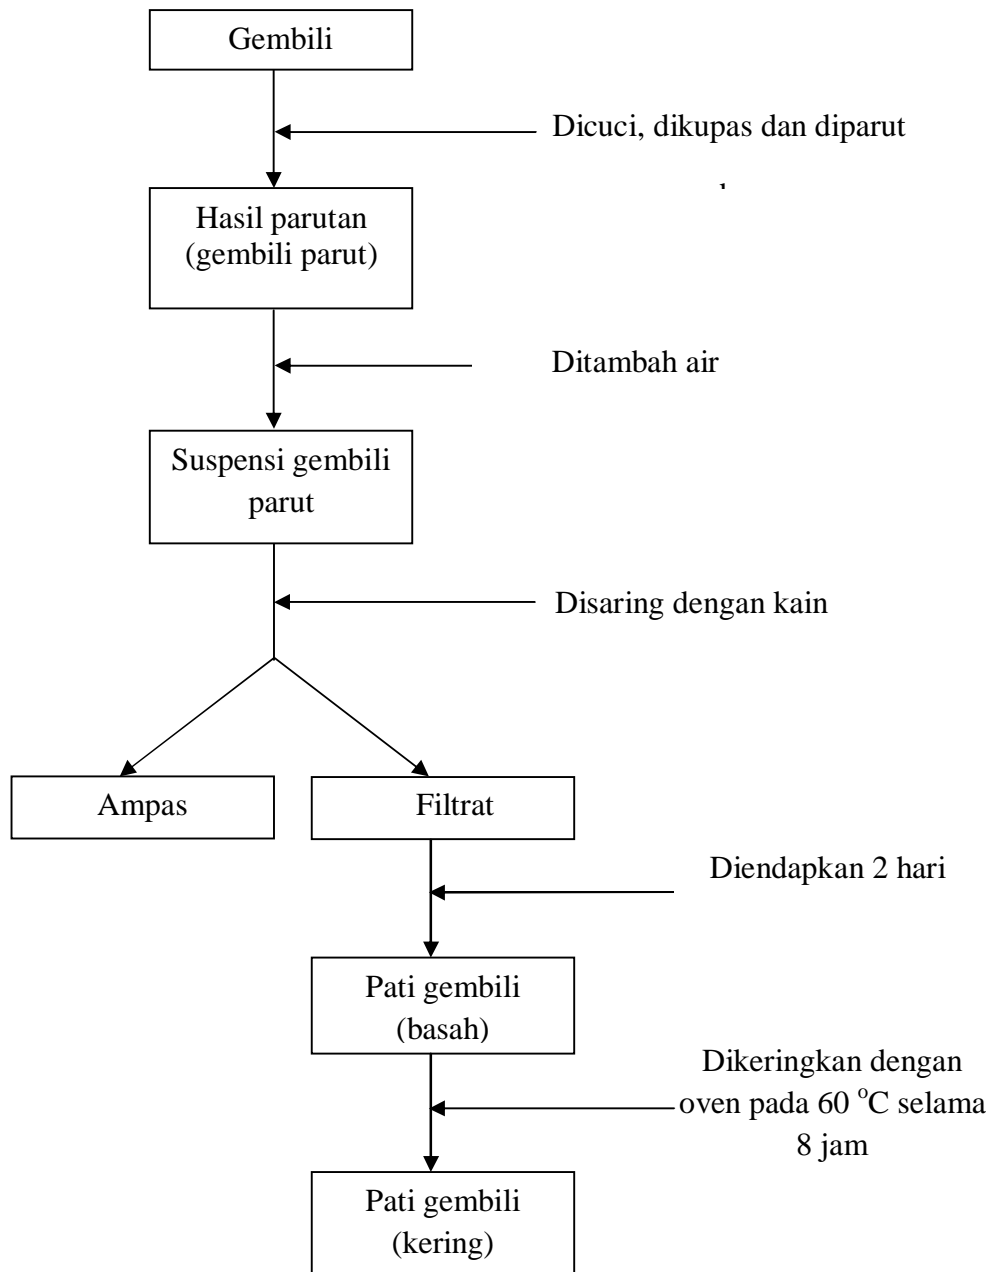 Gembili
Dicuci, dikupas dan diparut
Hasil parutan
(gembili parut)
Ditambah air
Suspensi gembili
parut
Disaring dengan kain
Ampas
Filtrat
Diendapkan 2 hari
Pati gembili
(basah)
Dikeringkan dengan
oven pada 60 °C selama
8 jam
Pati gembili
(kering)